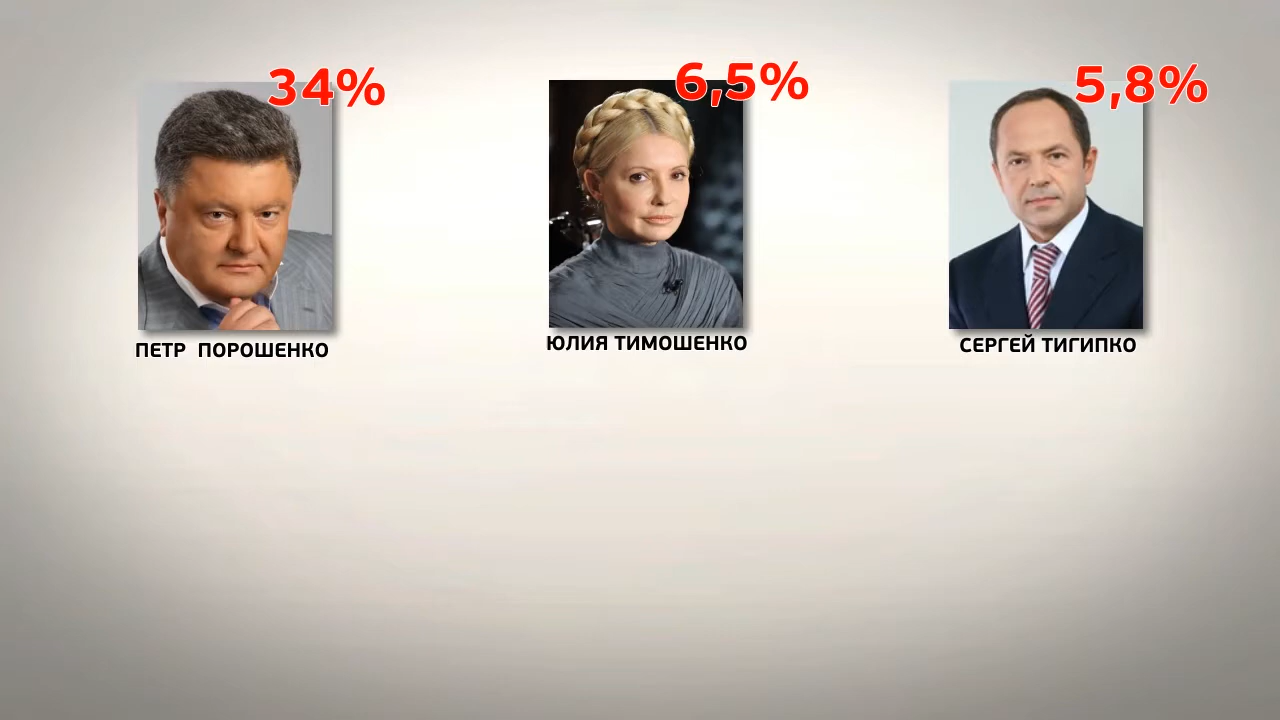 34%
6,5%
5,8%
ПЕТР ПОРОШЕНКО
ЮЛИЯ ТИМОШЕНКО
СЕРГЕЙ ТИГИПКО